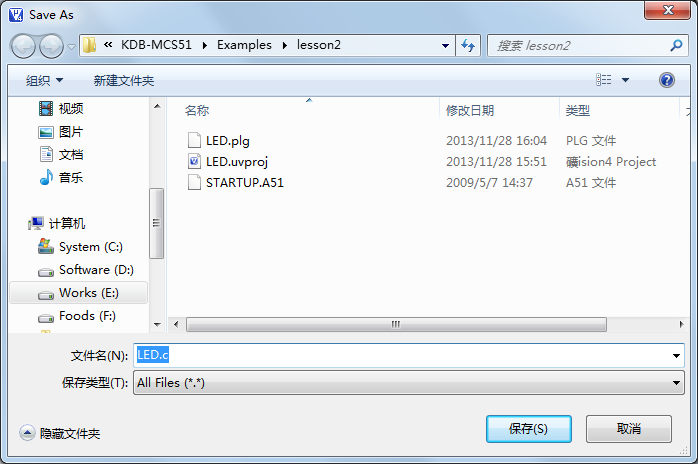 Save As
« KDB-MCS51 Examples lesson2
搜索 lesson2
组织 新建文件夹
视频
图片
文档
音乐
计算机
System (C:)
Software (D:)
Works (E:)
Foods (F:)
名称 修改日期 类型
LED.plg 2013/11/28 16:04 PLG 文件
LED.uvproj 2013/11/28 15:51 礦ision4 Project
STARTUP.A51 2009/5/7 14:37 A51 文件
文件名(N): LED.c
保存类型(T): All Files (*.*)
隐藏文件夹
保存(S) 取消